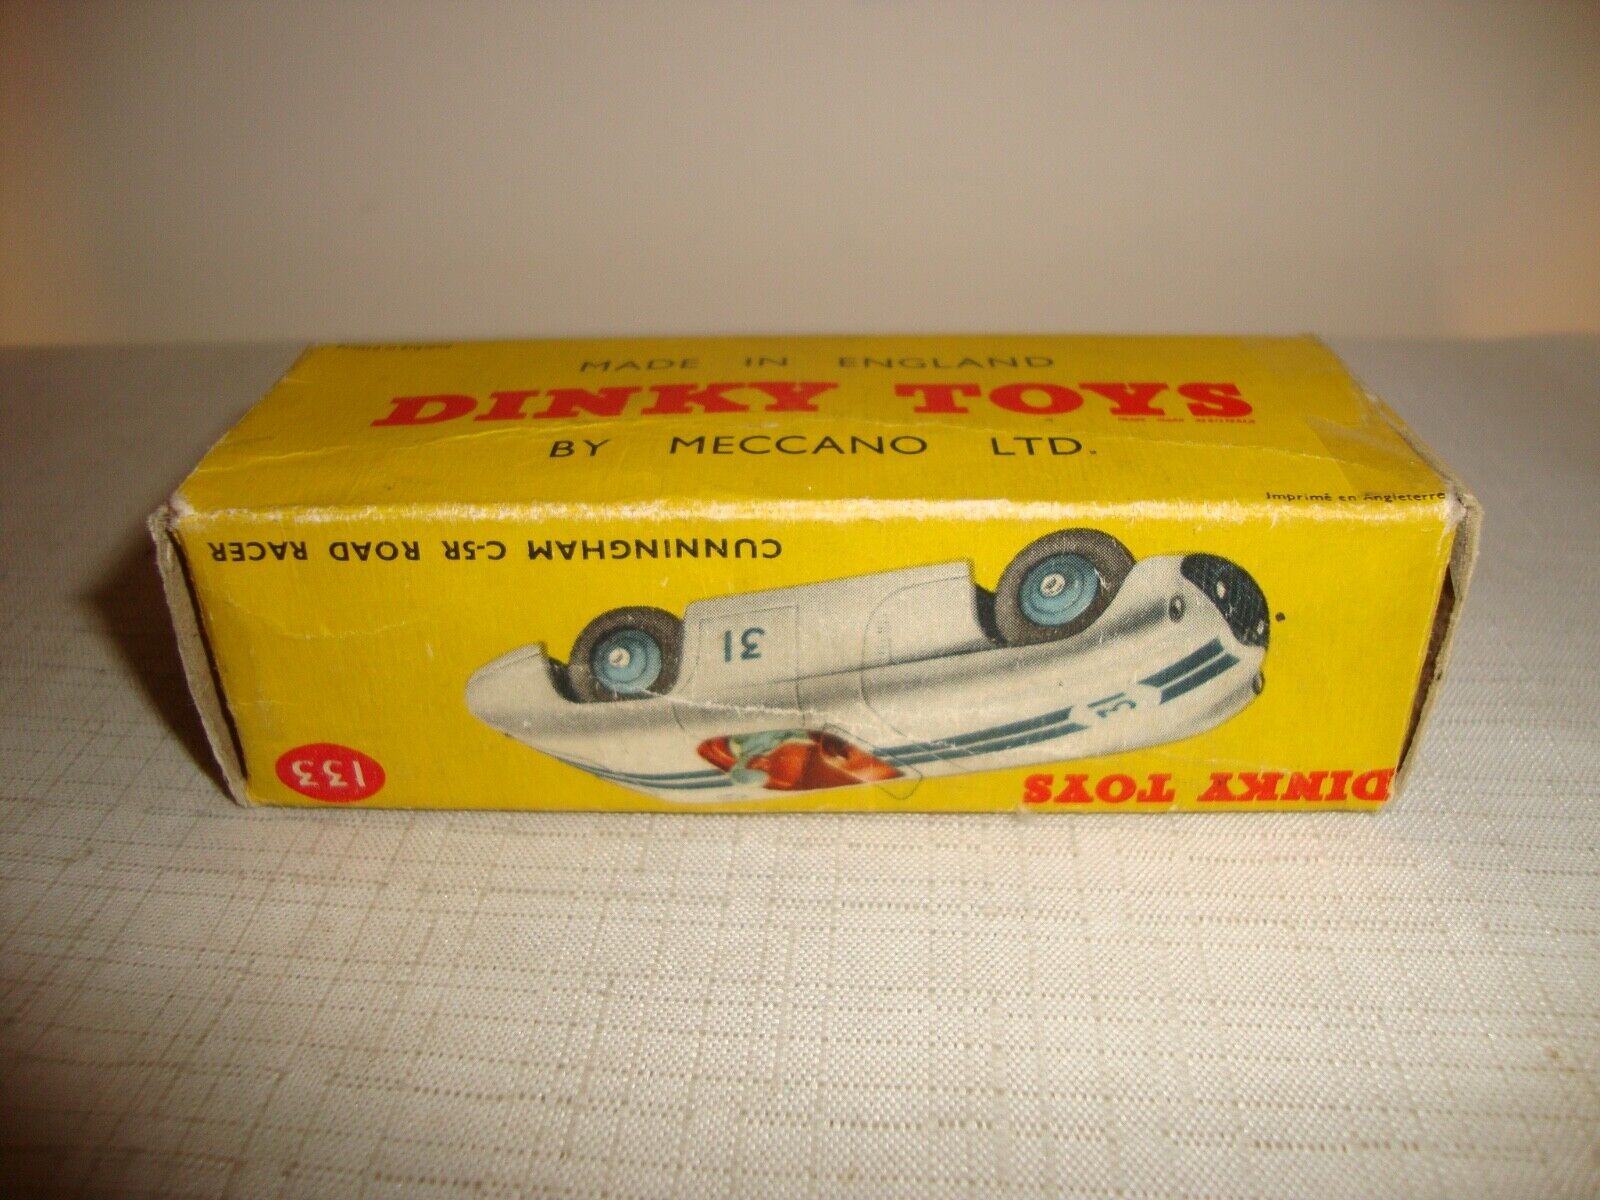 MADE IN ENGLAND
DINKY TOYS
BY MECCANO LTD.
Imprimé en Angleterre
CUNNINGHAM C-5R ROAD RACER
31
31
133
DINKY TOYS